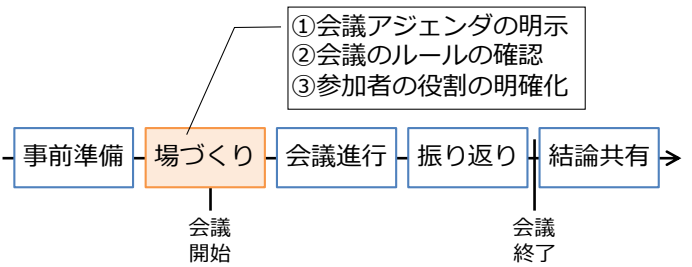 ①会議アジェンダの明示
②会議のルールの確認
③参加者の役割の明確化
事前準備
場づくり
会議進行
振り返り
結論共有
会議
開始
会議
終了